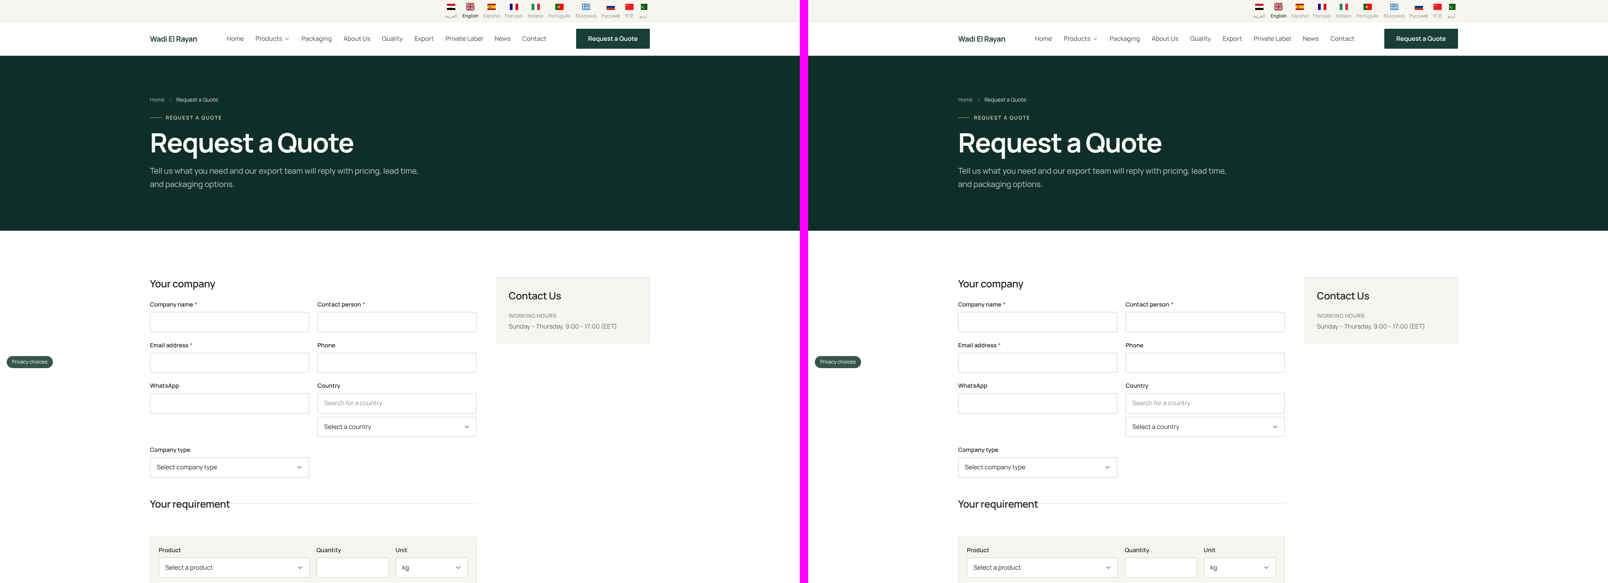 العربية English Español Français Italiano Português Ελληνικά Русский 中文 اردو
Wadi El Rayan Home Products Packaging About Us Quality Export Private Label News Contact Request a Quote
Home › Request a Quote
REQUEST A QUOTE
Request a Quote
Tell us what you need and our export team will reply with pricing, lead time,
and packaging options.
Your company
Company name * Contact person *
Email address * Phone
WhatsApp Country
Search for a country
Select a country
Company type
Select company type
Your requirement
Product Quantity Unit
Select a product kg
Contact Us
WORKING HOURS
Sunday – Thursday, 9:00 – 17:00 (EET)
Privacy choices
العربية English Español Français Italiano Português Ελληνικά Русский 中文 اردو
Wadi El Rayan Home Products Packaging About Us Quality Export Private Label News Contact Request a Quote
Home › Request a Quote
REQUEST A QUOTE
Request a Quote
Tell us what you need and our export team will reply with pricing, lead time,
and packaging options.
Your company
Company name * Contact person *
Email address * Phone
WhatsApp Country
Search for a country
Select a country
Company type
Select company type
Your requirement
Product Quantity Unit
Select a product kg
Contact Us
WORKING HOURS
Sunday – Thursday, 9:00 – 17:00 (EET)
Privacy choices